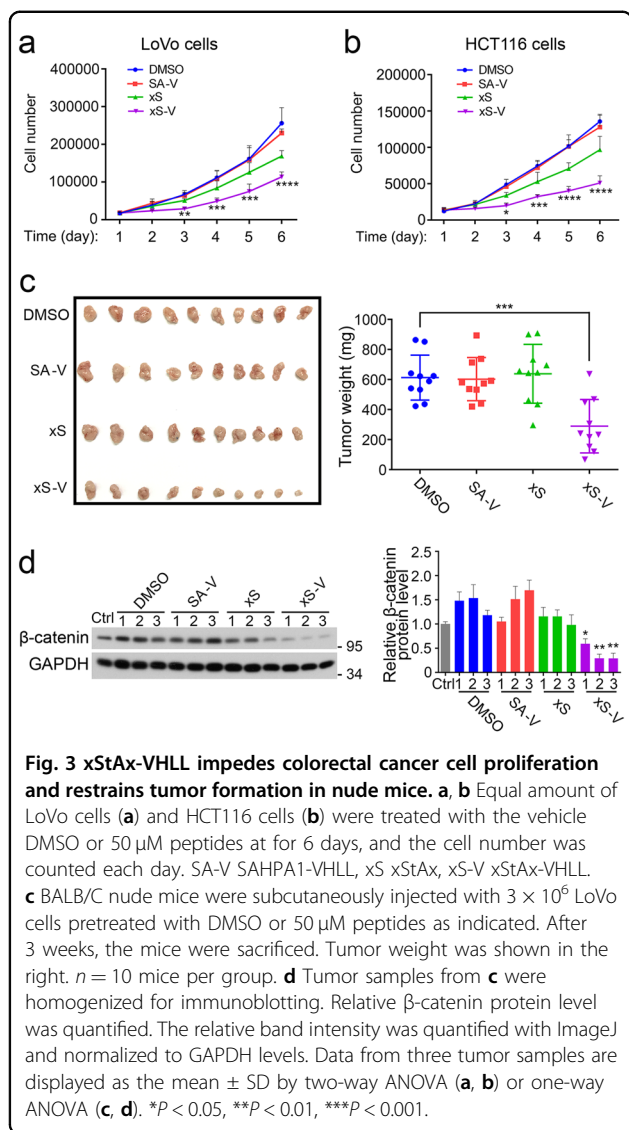 a
LoVo cells
400000
300000
200000
100000
0
Cell number
DMSO
SA-V
xS
xS-V
**
***
***
****
Time (day): 1 2 3 4 5 6
b
HCT116 cells
200000
150000
100000
50000
0
Cell number
DMSO
SA-V
xS
xS-V
*
***
****
****
Time (day): 1 2 3 4 5 6
c
DMSO
SA-V
xS
xS-V
***
1000
800
600
400
200
0
Tumor weight (mg)
DMSO
SA-V
xS
xS-V
d
DMSO SA-V xS xS-V
Ctrl 1 2 3 1 2 3 1 2 3 1 2 3
β-catenin
- 95
GAPDH
- 34
Relative β-catenin
protein level
2.0
1.5
1.0
0.5
0
*
**
**
Ctrl 1 2 3 1 2 3 1 2 3 1 2 3
DMSO SA-V xS xS-V
Fig. 3 xStAx-VHLL impedes colorectal cancer cell proliferation
and restrains tumor formation in nude mice. a, b Equal amount of
LoVo cells (a) and HCT116 cells (b) were treated with the vehicle
DMSO or 50 µM peptides at for 6 days, and the cell number was
counted each day. SA-V SAHPA1-VHLL, xS xStAx, xS-V xStAx-VHLL.
c BALB/C nude mice were subcutaneously injected with 3 × 10⁶ LoVo
cells pretreated with DMSO or 50 µM peptides as indicated. After
3 weeks, the mice were sacrificed. Tumor weight was shown in the
right. n = 10 mice per group. d Tumor samples from c were
homogenized for immunoblotting. Relative β-catenin protein level
was quantified. The relative band intensity was quantified with ImageJ
and normalized to GAPDH levels. Data from three tumor samples are
displayed as the mean ± SD by two-way ANOVA (a, b) or one-way
ANOVA (c, d). *P < 0.05, **P < 0.01, ***P < 0.001.